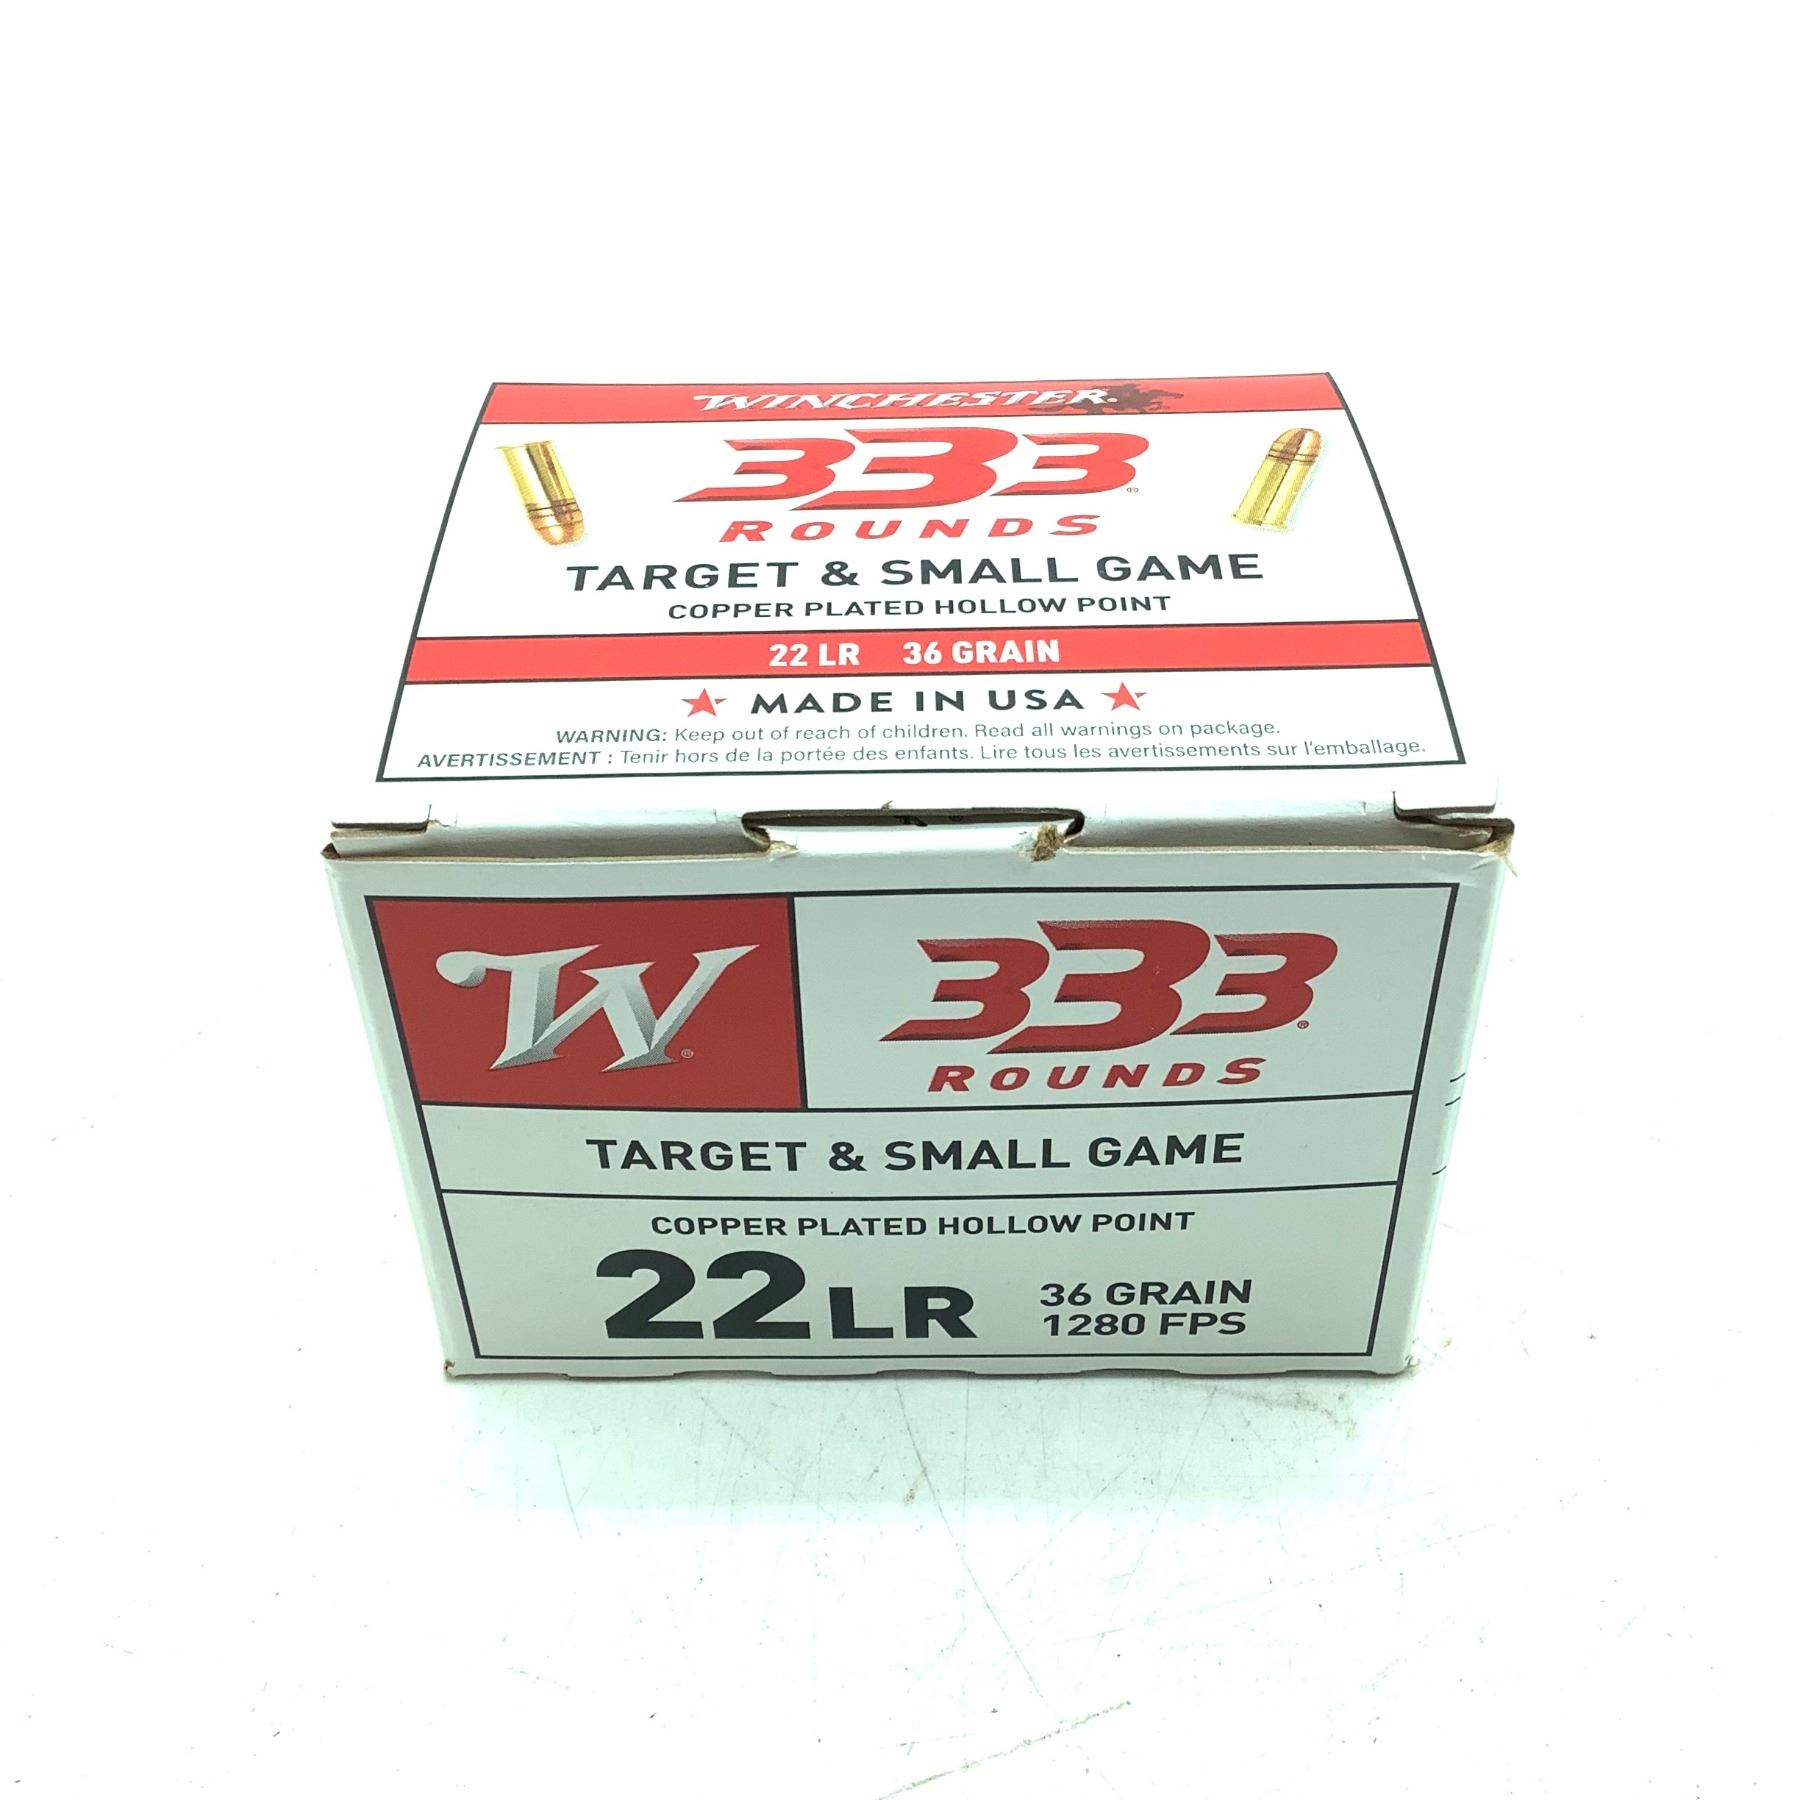 WINCHESTER®
333®
ROUNDS
TARGET & SMALL GAME
COPPER PLATED HOLLOW POINT
22 LR 36 GRAIN
★ MADE IN USA ★
WARNING: Keep out of reach of children. Read all warnings on package.
AVERTISSEMENT : Tenir hors de la portée des enfants. Lire tous les avertissements sur l'emballage.
W®
333®
ROUNDS
TARGET & SMALL GAME
COPPER PLATED HOLLOW POINT
22 LR
36 GRAIN
1280 FPS